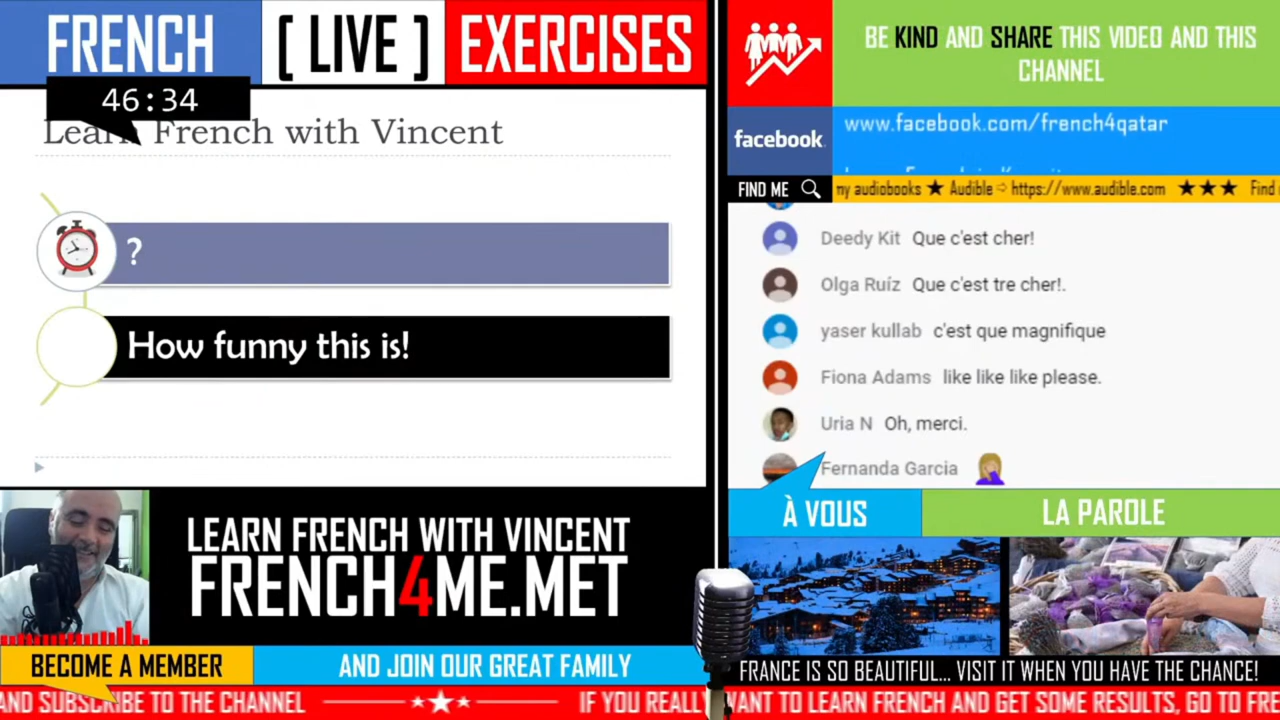 FRENCH
[ LIVE ]
EXERCISES
46:34
Learn French with Vincent
?
How funny this is!
LEARN FRENCH WITH VINCENT
FRENCH4ME.MET
BECOME A MEMBER
AND JOIN OUR GREAT FAMILY
BE KIND AND SHARE THIS VIDEO AND THIS
CHANNEL
facebook
www.facebook.com/french4qatar
FIND ME
my audiobooks ★ Audible ⇨ https://www.audible.com ★★★ Find
Deedy Kit Que c'est cher!
Olga Ruíz Que c'est tre cher!.
yaser kullab c'est que magnifique
Fiona Adams like like like please.
Uria N Oh, merci.
Fernanda Garcia
À VOUS
LA PAROLE
FRANCE IS SO BEAUTIFUL... VISIT IT WHEN YOU HAVE THE CHANCE!
AND SUBSCRIBE TO THE CHANNEL ★ IF YOU REALLY WANT TO LEARN FRENCH AND GET SOME RESULTS, GO TO FRE